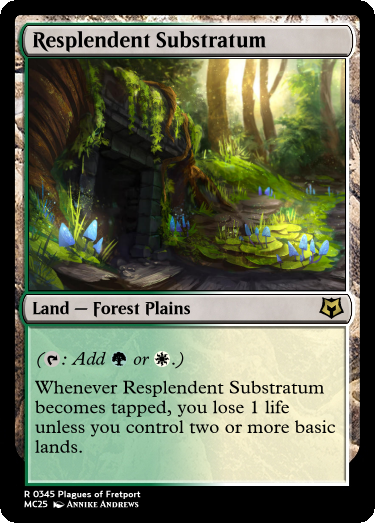 Resplendent Substratum
Land — Forest Plains
(: Add or .)
Whenever Resplendent Substratum
becomes tapped, you lose 1 life
unless you control two or more basic
lands.
R 0345 Plagues of Fretport
MC25 Annike Andrews